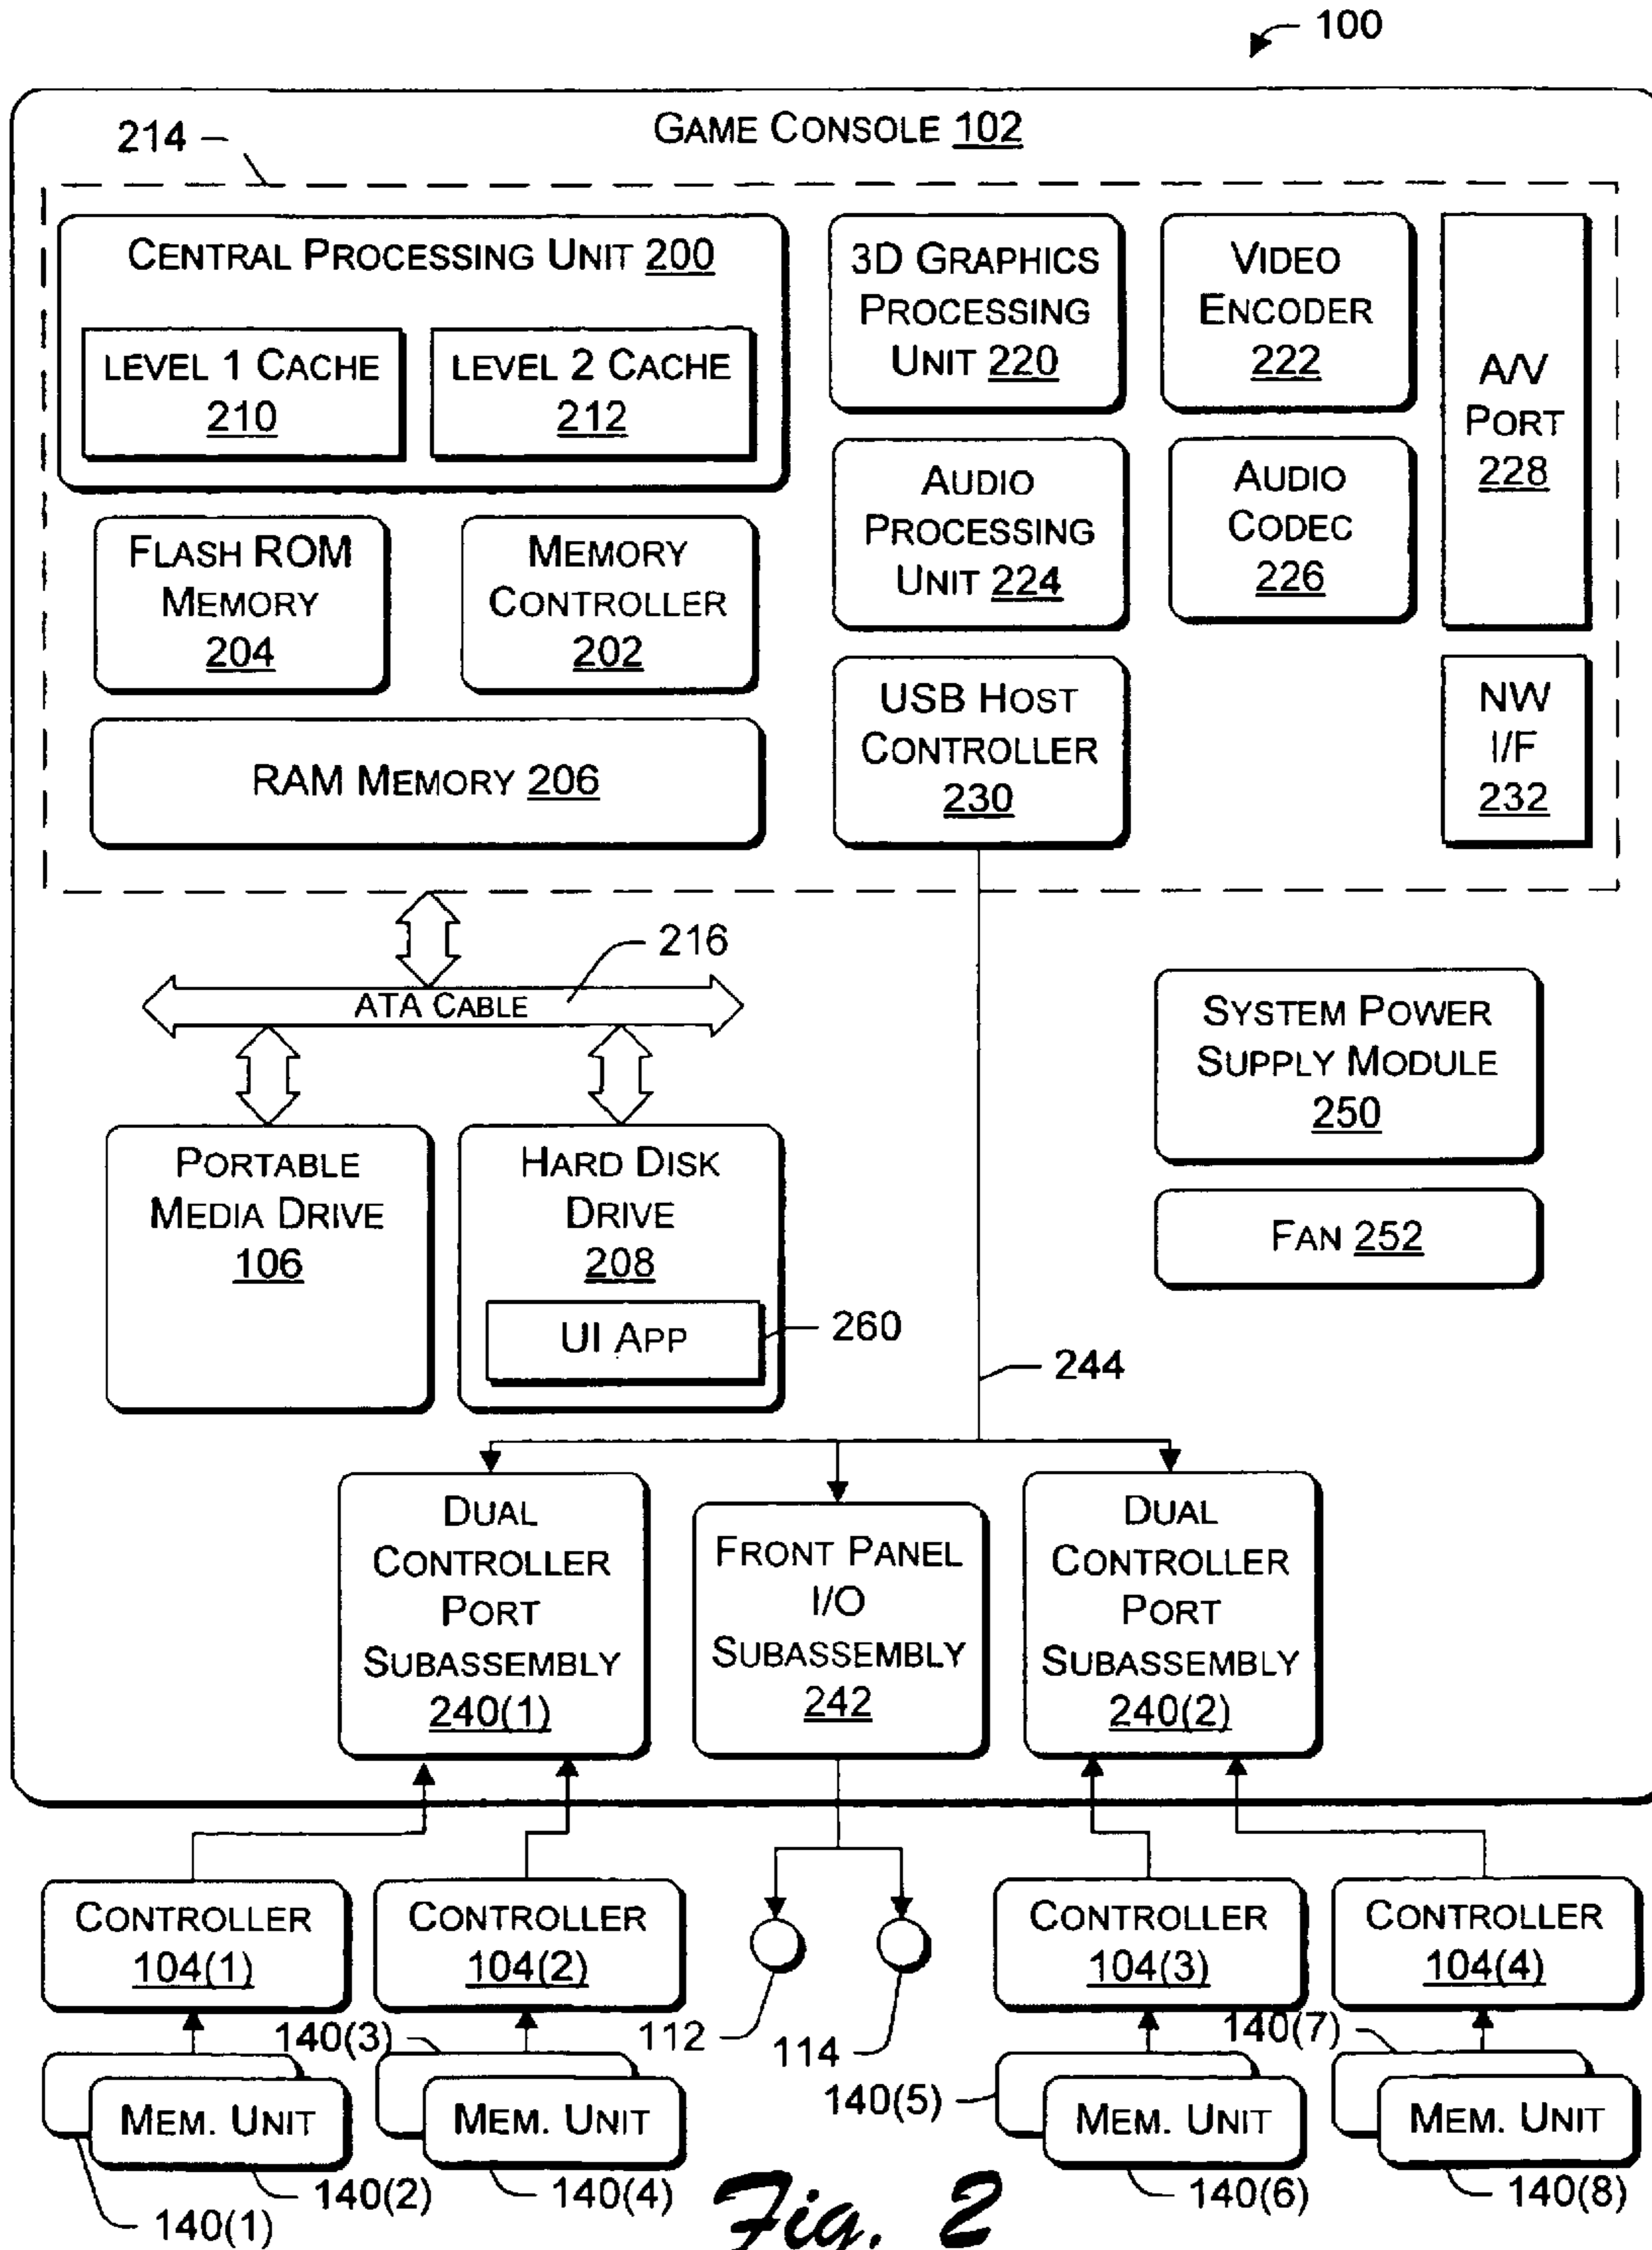 100
GAME CONSOLE 102
214
CENTRAL PROCESSING UNIT 200
LEVEL 1 CACHE
210
LEVEL 2 CACHE
212
3D GRAPHICS
PROCESSING
UNIT 220
VIDEO
ENCODER
222
A/V
PORT
228
FLASH ROM
MEMORY
204
MEMORY
CONTROLLER
202
AUDIO
PROCESSING
UNIT 224
AUDIO
CODEC
226
RAM MEMORY 206
USB HOST
CONTROLLER
230
NW
I/F
232
216
ATA CABLE
SYSTEM POWER
SUPPLY MODULE
250
PORTABLE
MEDIA DRIVE
106
HARD DISK
DRIVE
208
UI APP
260
FAN 252
244
DUAL
CONTROLLER
PORT
SUBASSEMBLY
240(1)
FRONT PANEL
I/O
SUBASSEMBLY
242
DUAL
CONTROLLER
PORT
SUBASSEMBLY
240(2)
CONTROLLER
104(1)
CONTROLLER
104(2)
CONTROLLER
104(3)
CONTROLLER
104(4)
112
114
140(3)
140(5)
140(7)
MEM. UNIT
MEM. UNIT
MEM. UNIT
MEM. UNIT
140(1)
140(2)
140(4)
140(6)
140(8)
Fig. 2